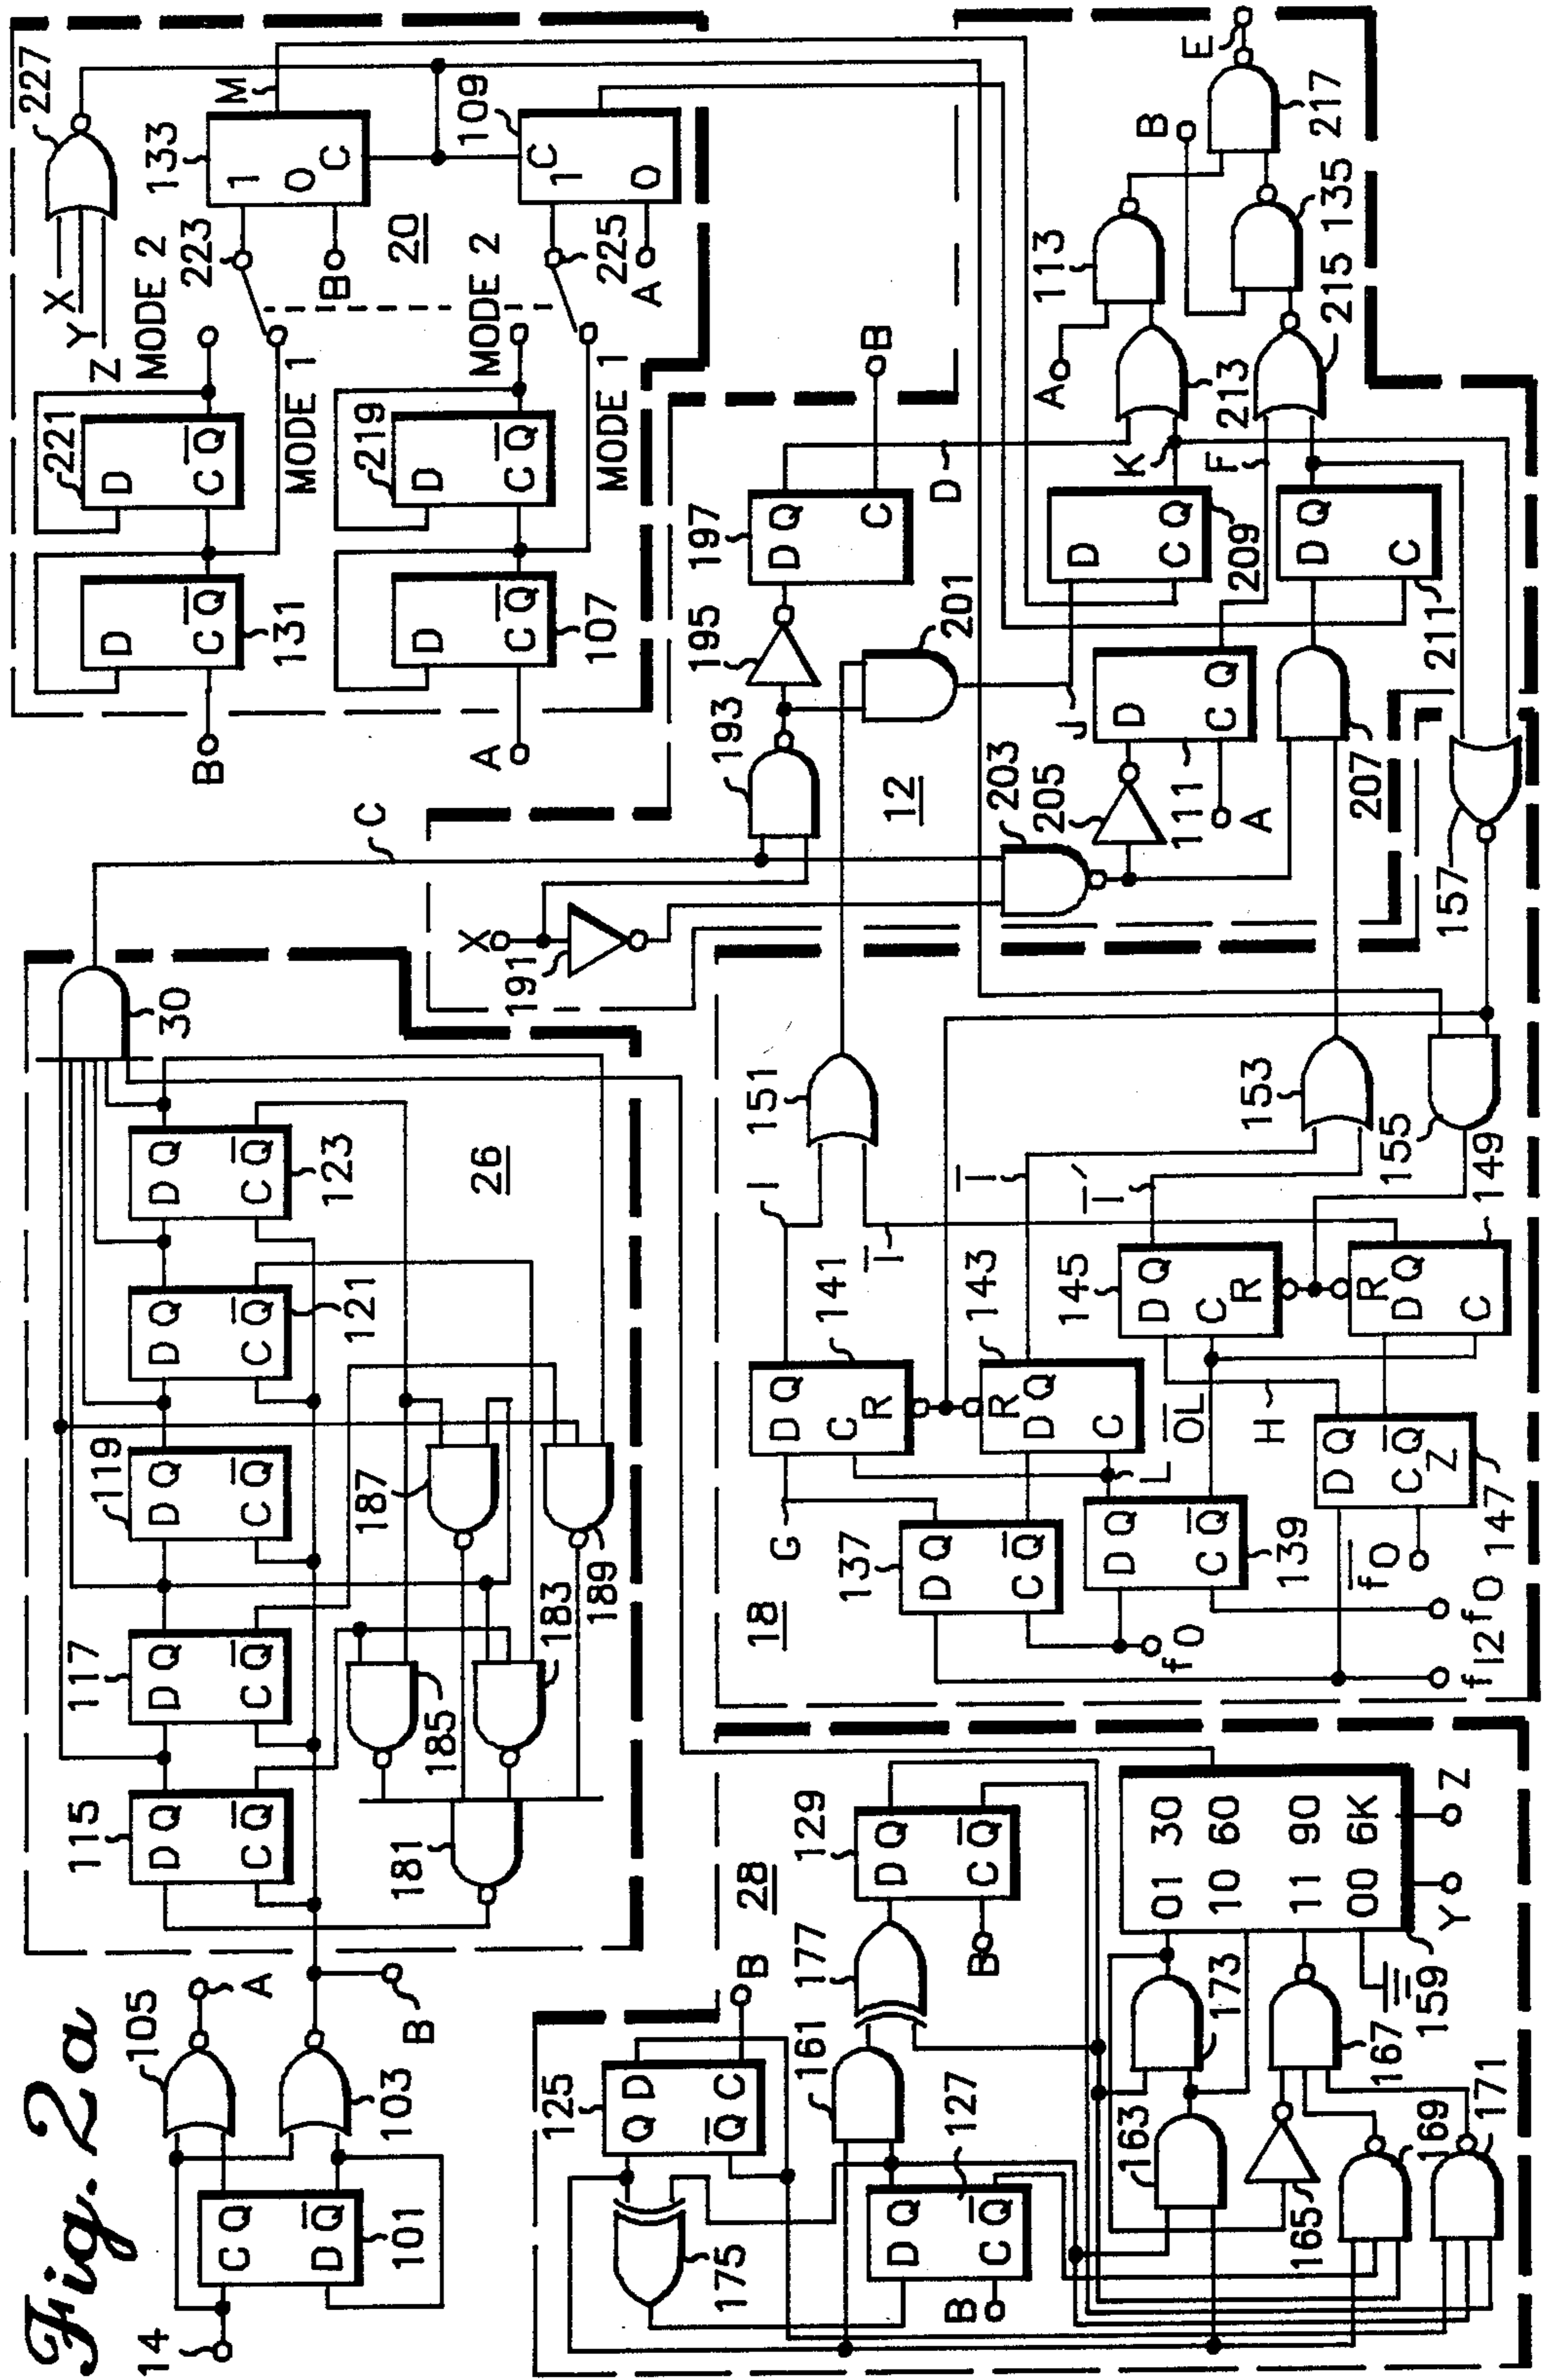 Fig. 2a
14
C Q
D Q̅
101
105
103
A
B
115
D Q
C Q̅
117
D Q
C Q̅
119
D Q
C Q̅
121
D Q
C Q̅
123
D Q
C Q̅
30
26
181
185
183
187
189
C
B
A
131
D
C Q̅
221
D
C Q̅
107
D
C Q̅
219
D
C Q̅
MODE 2
MODE 1
MODE 2
MODE 1
X
Y
Z
227
223
225
B
A
20
133
1
O
C
M
109
C
1
O
125
Q D
Q̅ C
B
175
127
D Q
C Q̅
B
161
177
129
D Q
C Q̅
B
28
163
165
169
171
173
167
159
01 30
10 60
11 90
00 6K
Y
Z
18
137
D Q
C Q̅
G
139
D Q
C Q̅
fO
f12
12fO
f̅O
147
D Q
C Q̅
Z
H
L
O̅L̅
141
D Q
C
R
143
R
D Q
C
145
D Q
C
R
149
R
D Q
C
I
I̅
I̅
I̅'
151
153
155
157
X
191
193
195
197
D Q
C
B
12
201
203
205
111
D
C Q
A
J
207
209
D
C Q
211
D Q
C
D
K
F
213
215
A
113
B
135
217
E